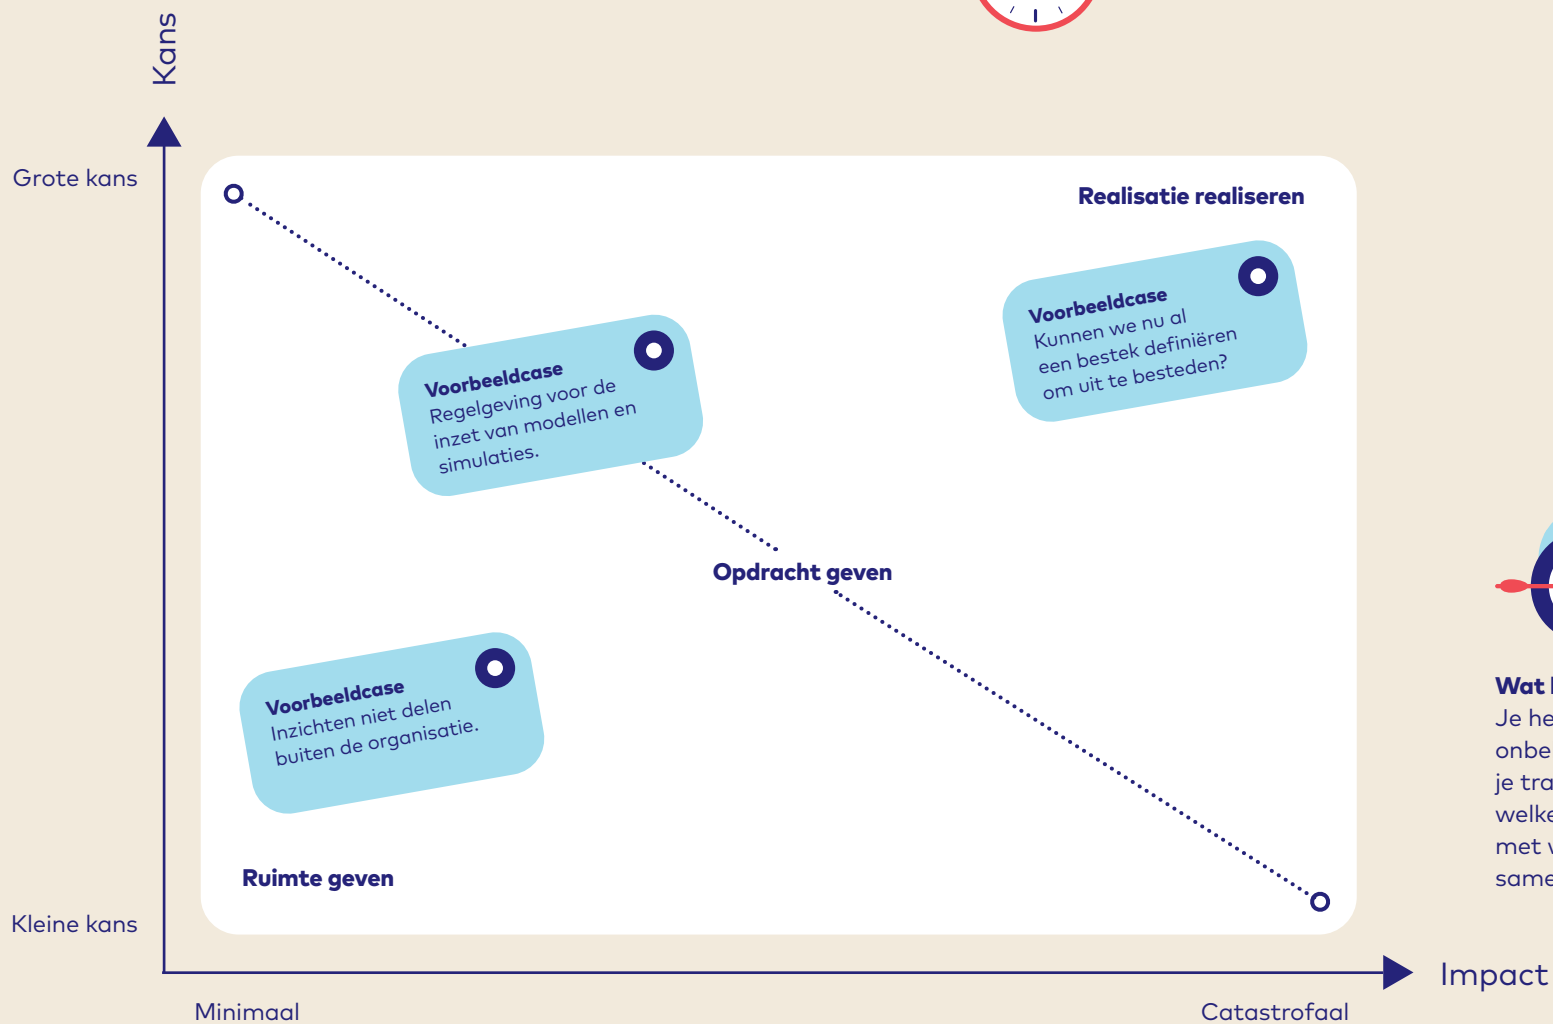 Kans
Grote kans
Realisatie realiseren
Voorbeeldcase
Kunnen we nu al
een bestek definiëren
om uit te besteden?
Voorbeeldcase
Regelgeving voor de
inzet van modellen en
simulaties.
Opdracht geven
Voorbeeldcase
Inzichten niet delen
buiten de organisatie.
Ruimte geven
Kleine kans
Minimaal
Catastrofaal
Impact
Wat
Je he
onbe
je tra
welke
met
same